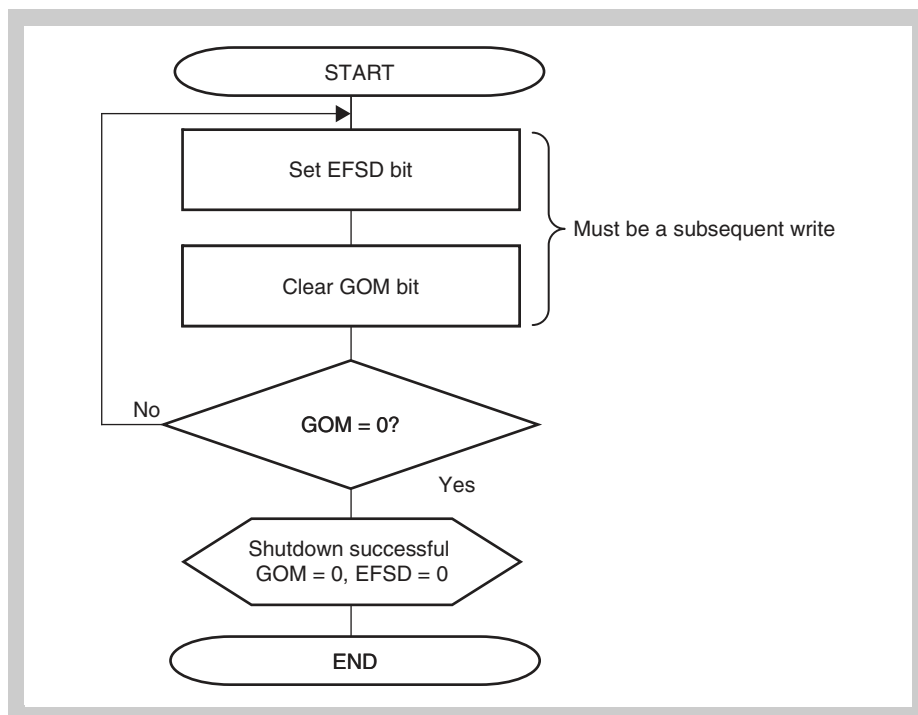 START
Set EFSD bit
Must be a subsequent write
Clear GOM bit
No
GOM = 0?
Yes
Shutdown successful
GOM = 0, EFSD = 0
END